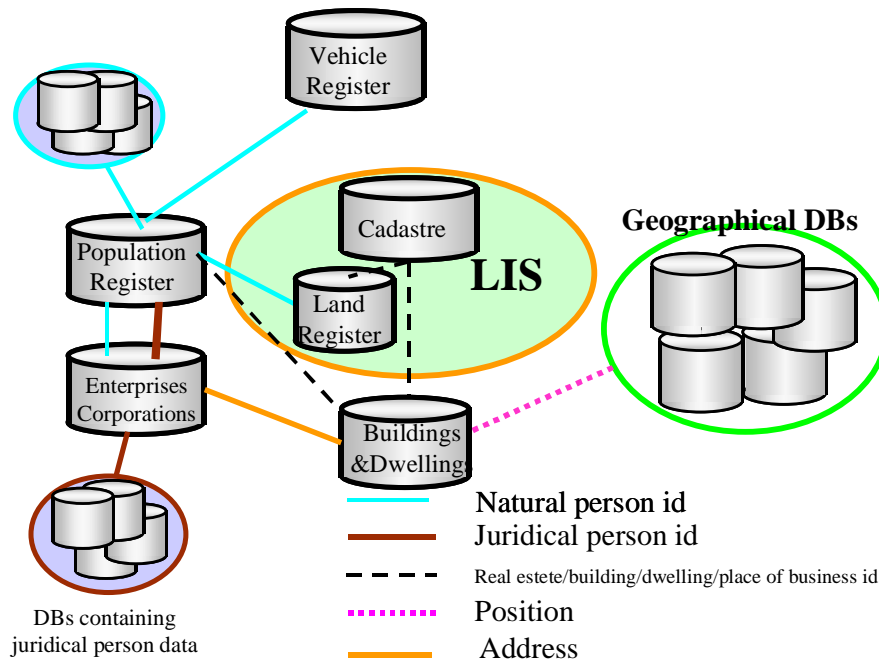 Vehicle
Register
Population
Register
Cadastre
LIS
Land
Register
Geographical DBs
Enterprises
Corporations
Buildings
&Dwellings
DBs containing
juridical person data
Natural person id
Juridical person id
Real estete/building/dwelling/place of business id
Position
Address